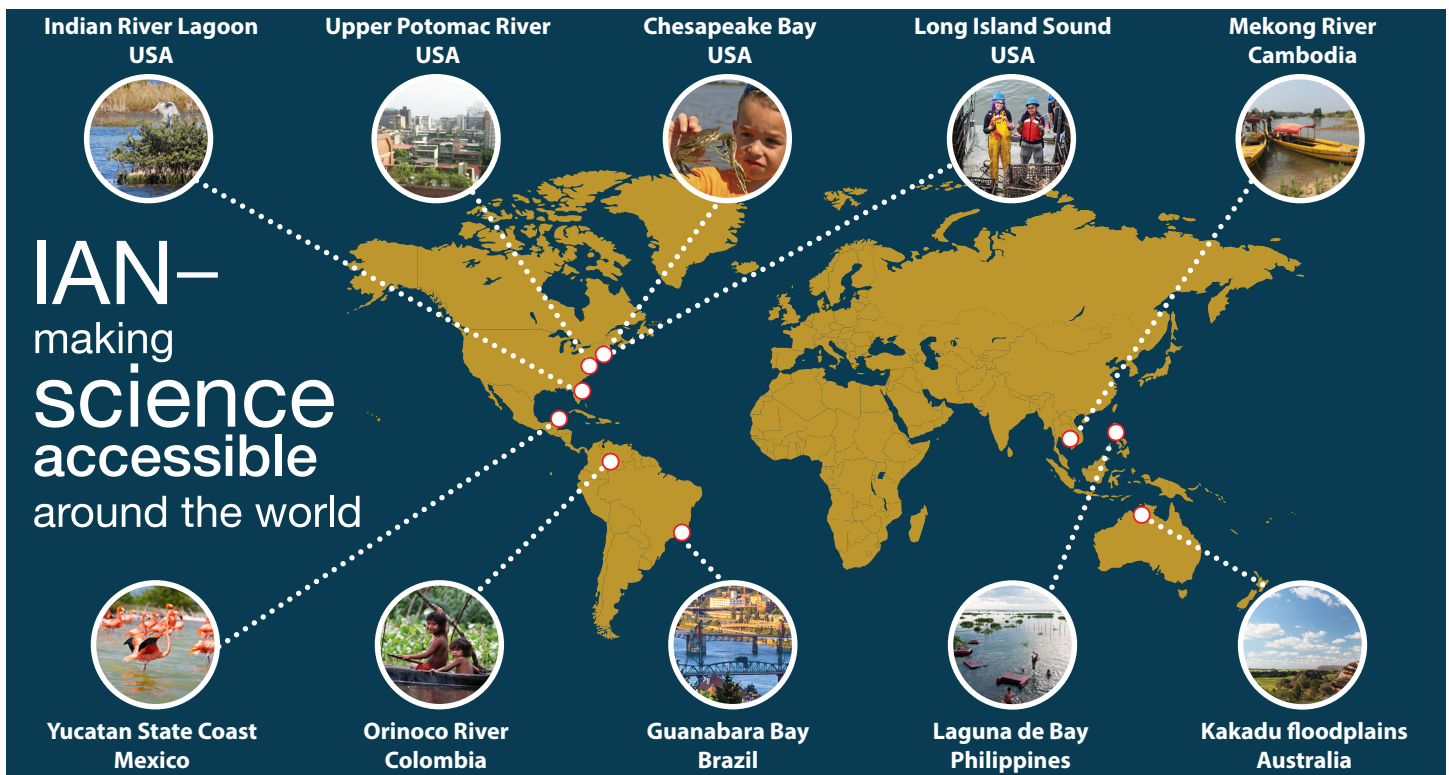 Indian River Lagoon
USA
Upper Potomac River
USA
Chesapeake Bay
USA
Long Island Sound
USA
Mekong River
Cambodia
IAN–
making
science
accessible
around the world
Yucatan State Coast
Mexico
Orinoco River
Colombia
Guanabara Bay
Brazil
Laguna de Bay
Philippines
Kakadu floodplains
Australia